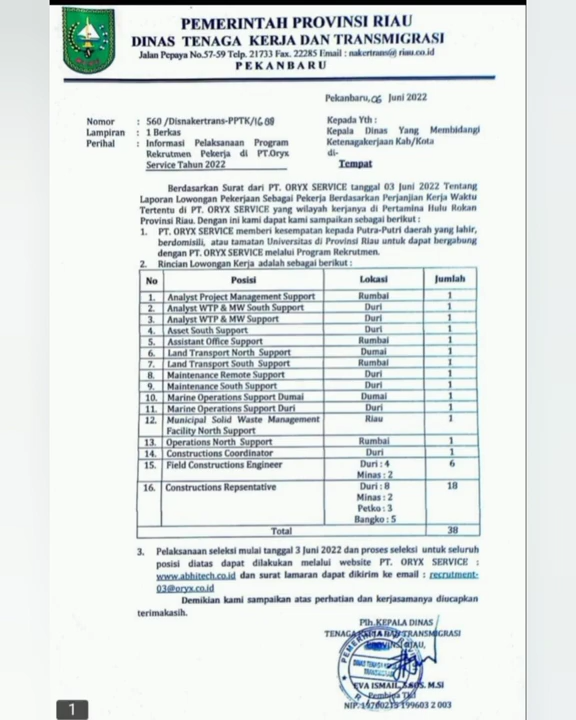 PEMERINTAH PROVINSI RIAU
DINAS TENAGA KERJA DAN TRANSMIGRASI
Jalan Pepaya No.57-59 Telp. 21733 Fax. 22285 Email : nakertrans@ riau.co.id
PEKANBARU
Pekanbaru, 06 Juni 2022
Nomor : 560 /Disnakertrans-PPTK/1608
Lampiran : 1 Berkas
Perihal : Informasi Pelaksanaan Program
Rekrutmen Pekerja di PT.Oryx
Service Tahun 2022
Kepada Yth :
Kepala Dinas Yang Membidangi
Ketenagakerjaan Kab/Kota
di-
Tempat
Berdasarkan Surat dari PT. ORYX SERVICE tanggal 03 Juni 2022 Tentang
Laporan Lowongan Pekerjaan Sebagai Pekerja Berdasarkan Perjanjian Kerja Waktu
Tertentu di PT. ORYX SERVICE yang wilayah kerjanya di Pertamina Hulu Rokan
Provinsi Riau. Dengan ini kami dapat kami sampaikan sebagai berikut :
1. PT. ORYX SERVICE memberi kesempatan kepada Putra-Putri daerah yang lahir,
berdomisili, atau tamatan Universitas di Provinsi Riau untuk dapat bergabung
dengan PT. ORYX SERVICE melalui Program Rekrutmen.
2. Rincian Lowongan Kerja adalah sebagai berikut :
No Posisi Lokasi Jumlah
1. Analyst Project Management Support Rumbai 1
2. Analyst WTP & MW South Support Duri 1
3. Analyst WTP & MW Support Duri 1
4. Asset South Support Duri 1
5. Assistant Office Support Rumbai 1
6. Land Transport North Support Dumai 1
7. Land Transport South Support Rumbai 1
8. Maintenance Remote Support Duri 1
9. Maintenance South Support Duri 1
10. Marine Operations Support Dumai Dumai 1
11. Marine Operations Support Duri Duri 1
12. Municipal Solid Waste Management Riau 1
Facility North Support
13. Operations North Support Rumbai 1
14. Constructions Coordinator Duri 1
15. Field Constructions Engineer Duri : 4 6
Minas : 2
16. Constructions Repsentative Duri : 8 18
Minas : 2
Petko : 3
Bangko : 5
Total 38
3. Pelaksanaan seleksi mulai tanggal 3 Juni 2022 dan proses seleksi untuk seluruh
posisi diatas dapat dilakukan melalui website PT. ORYX SERVICE :
www.abhitech.co.id dan surat lamaran dapat dikirim ke email : recrutment-
03@oryx.co.id
Demikian kami sampaikan atas perhatian dan kerjasamanya diucapkan
terimakasih.
Plh.KEPALA DINAS
TENAGA KERJA DAN TRANSMIGRASI
PROVINSI RIAU,
EVA ISMAIL, M.SI
Pembina TkI
NIP. 19760215 199603 2 003
1